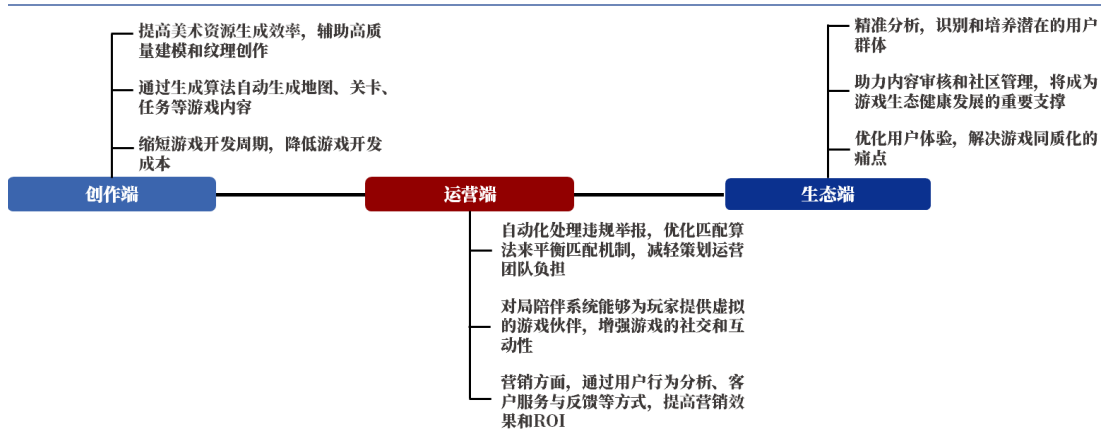 提高美术资源生成效率，辅助高质
量建模和纹理创作
通过生成算法自动生成地图、关卡、
任务等游戏内容
缩短游戏开发周期，降低游戏开发
成本
创作端
运营端
自动化处理违规举报，优化匹配算
法来平衡匹配机制，减轻策划运营
团队负担
对局陪伴系统能够为玩家提供虚拟
的游戏伙伴，增强游戏的社交和互
动性
营销方面，通过用户行为分析、客
户服务与反馈等方式，提高营销效
果和ROI
精准分析，识别和培养潜在的用户
群体
助力内容审核和社区管理，将成为
游戏生态健康发展的重要支撑
优化用户体验，解决游戏同质化的
痛点
生态端